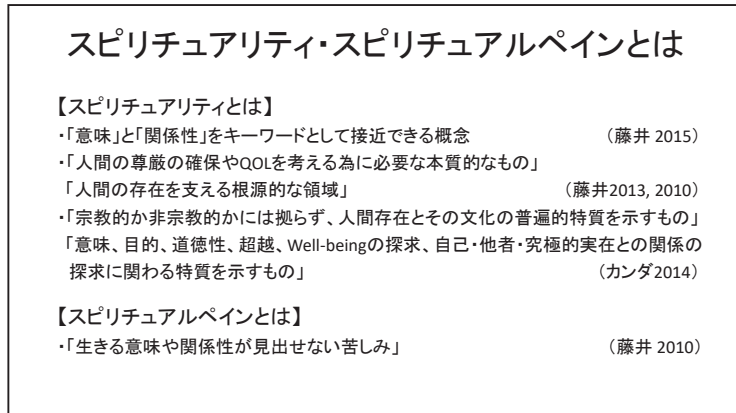 スピリチュアリティ・スピリチュアルペインとは
【スピリチュアリティとは】
・「意味」と「関係性」をキーワードとして接近できる概念 （藤井 2015）
・「人間の尊厳の確保やQOLを考える為に必要な本質的なもの」
「人間の存在を支える根源的な領域」 （藤井2013, 2010）
・「宗教的か非宗教的かには拠らず、人間存在とその文化の普遍的特質を示すもの」
「意味、目的、道徳性、超越、Well-beingの探求、自己・他者・究極的実在との関係の
探求に関わる特質を示すもの」 （カンダ2014）
【スピリチュアルペインとは】
・「生きる意味や関係性が見出せない苦しみ」 （藤井 2010）